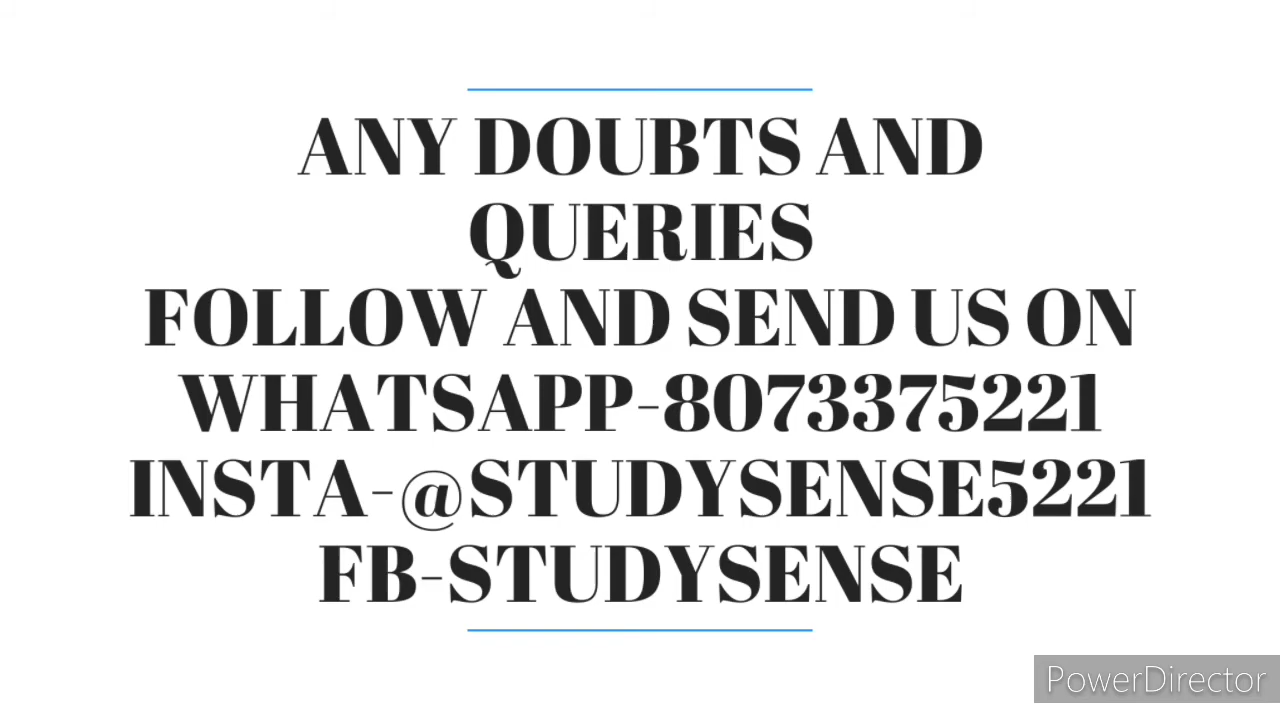 ANY DOUBTS AND
QUERIES
FOLLOW AND SEND US ON
WHATSAPP-8073375221
INSTA-@STUDYSENSE5221
FB-STUDYSENSE
PowerDirector